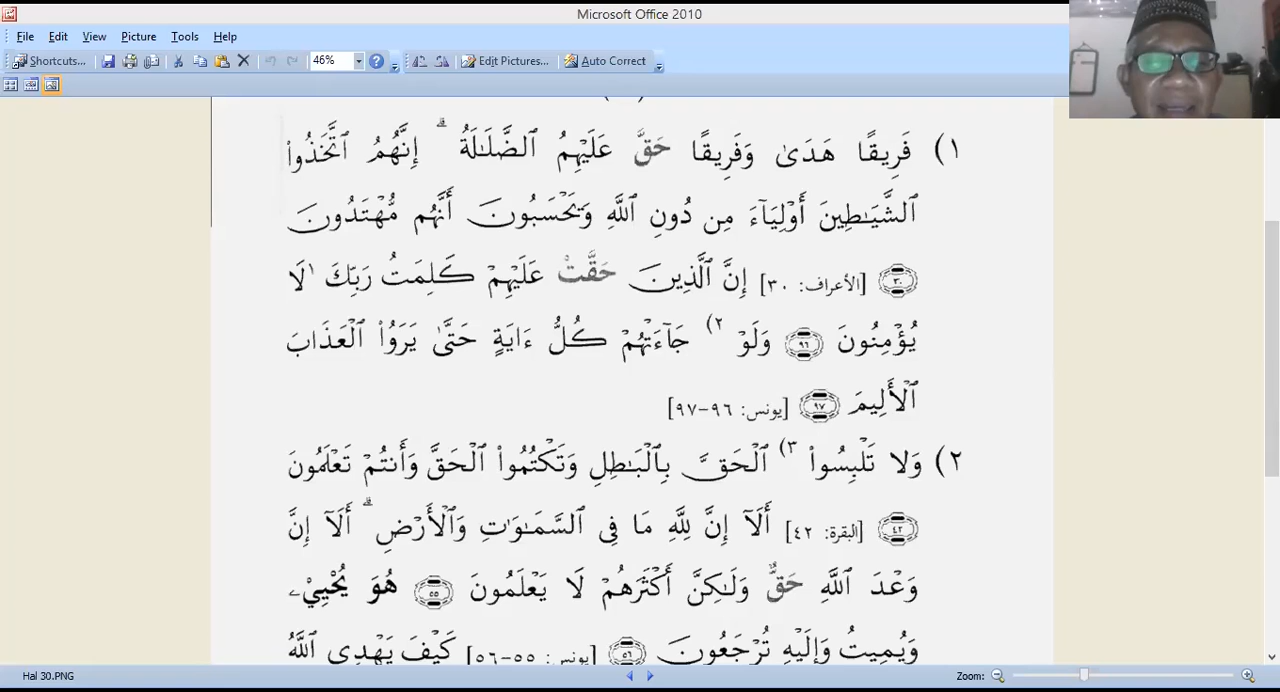 Microsoft Office 2010
File Edit View Picture Tools Help
Shortcuts... 46% Edit Pictures... Auto Correct
١) فَرِيقًا هَدَىٰ وَفَرِيقًا حَقَّ عَلَيْهِمُ ٱلضَّلَـٰلَةُ ۗ إِنَّهُمُ ٱتَّخَذُوا۟
ٱلشَّيَـٰطِينَ أَوْلِيَآءَ مِن دُونِ ٱللَّهِ وَيَحْسَبُونَ أَنَّهُم مُّهْتَدُونَ
٣٠ [الأعراف: ٣٠] إِنَّ ٱلَّذِينَ حَقَّتْ عَلَيْهِمْ كَلِمَتُ رَبِّكَ لَا
يُؤْمِنُونَ ٩٦ وَلَوْ ٢) جَآءَتْهُمْ كُلُّ ءَايَةٍ حَتَّىٰ يَرَوُا۟ ٱلْعَذَابَ
ٱلْأَلِيمَ ٩٧ [يونس: ٩٦-٩٧]
٢) وَلَا تَلْبِسُوا۟ ٣) ٱلْحَقَّ بِٱلْبَـٰطِلِ وَتَكْتُمُوا۟ ٱلْحَقَّ وَأَنتُمْ تَعْلَمُونَ
٤٢ [البقرة: ٤٢] أَلَآ إِنَّ لِلَّهِ مَا فِى ٱلسَّمَـٰوَٰتِ وَٱلْأَرْضِ ۗ أَلَآ إِنَّ
وَعْدَ ٱللَّهِ حَقٌّ وَلَـٰكِنَّ أَكْثَرَهُمْ لَا يَعْلَمُونَ ٥٥ هُوَ يُحْيِىۦ
وَيُمِيتُ وَإِلَيْهِ تُرْجَعُونَ ٥٦ [يونس: ٥٥-٥٦] كَيْفَ يَهْدِى ٱللَّهُ
Hal 30.PNG Zoom: